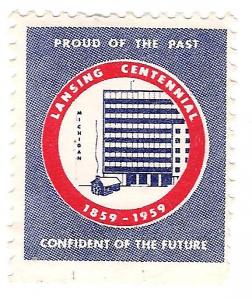 PROUD OF THE PAST
LANSING CENTENNIAL
MICHIGAN
1859 - 1959
CONFIDENT OF THE FUTURE